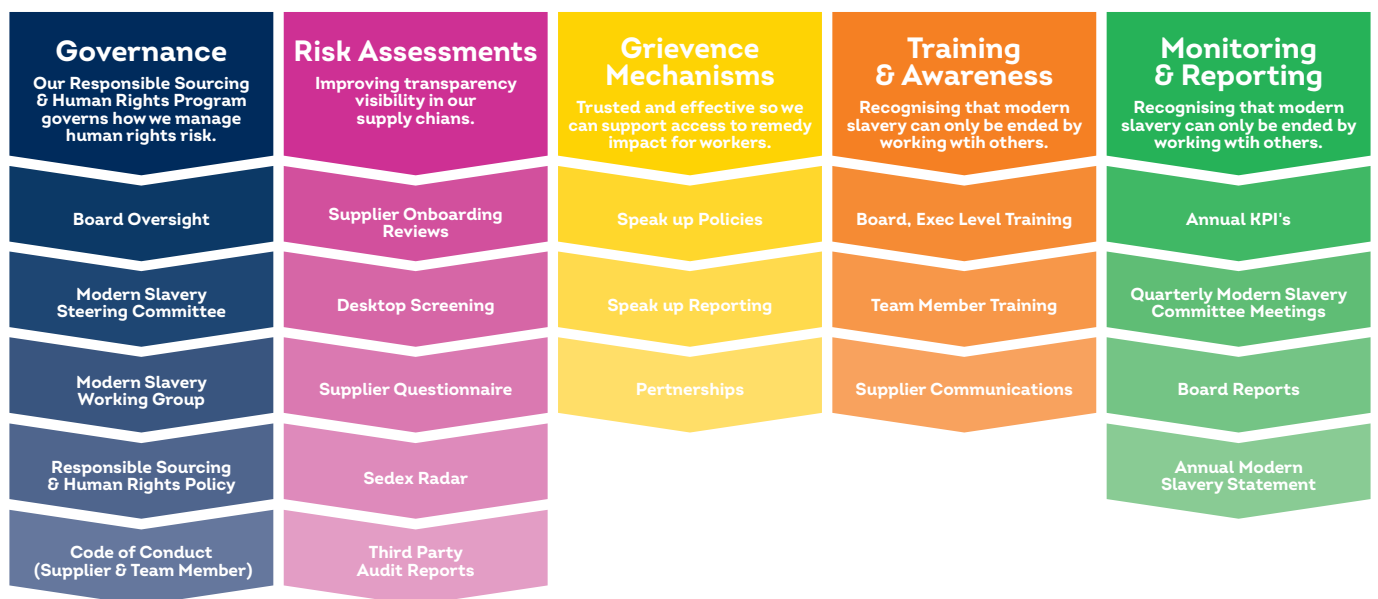 Governance
Our Responsible Sourcing
& Human Rights Program
governs how we manage
human rights risk.
Board Oversight
Modern Slavery
Steering Committee
Modern Slavery
Working Group
Responsible Sourcing
& Human Rights Policy
Code of Conduct
(Supplier & Team Member)
Risk Assessments
Improving transparency
visibility in our
supply chians.
Supplier Onboarding
Reviews
Desktop Screening
Supplier Questionnaire
Sedex Radar
Third Party
Audit Reports
Grievence
Mechanisms
Trusted and effective so we
can support access to remedy
impact for workers.
Speak up Policies
Speak up Reporting
Pertnerships
Training
& Awareness
Recognising that modern
slavery can only be ended by
working wtih others.
Board, Exec Level Training
Team Member Training
Supplier Communications
Monitoring
& Reporting
Recognising that modern
slavery can only be ended by
working wtih others.
Annual KPI's
Quarterly Modern Slavery
Committee Meetings
Board Reports
Annual Modern
Slavery Statement